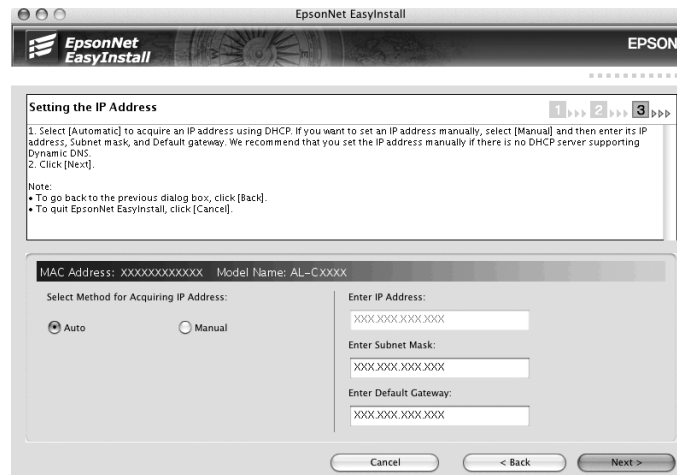 EpsonNet EasyInstall
EpsonNet
EasyInstall
EPSON
Setting the IP Address
1 2 3
1. Select [Automatic] to acquire an IP address using DHCP. If you want to set an IP address manually, select [Manual] and then enter its IP
address, Subnet mask, and Default gateway. We recommend that you set the IP address manually if there is no DHCP server supporting
Dynamic DNS.
2. Click [Next].
Note:
• To go back to the previous dialog box, click [Back].
• To quit EpsonNet EasyInstall, click [Cancel].
MAC Address: XXXXXXXXXXXX Model Name: AL-CXXXX
Select Method for Acquiring IP Address:
Auto Manual
Enter IP Address:
XXX.XXX.XXX.XXX
Enter Subnet Mask:
XXX.XXX.XXX.XXX
Enter Default Gateway:
XXX.XXX.XXX.XXX
Cancel < Back Next >